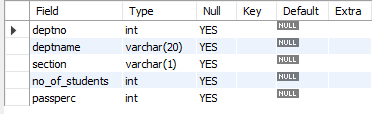 Field Type Null Key Default Extra
deptno int YES NULL
deptname varchar(20) YES NULL
section varchar(1) YES NULL
no_of_students int YES NULL
passperc int YES NULL